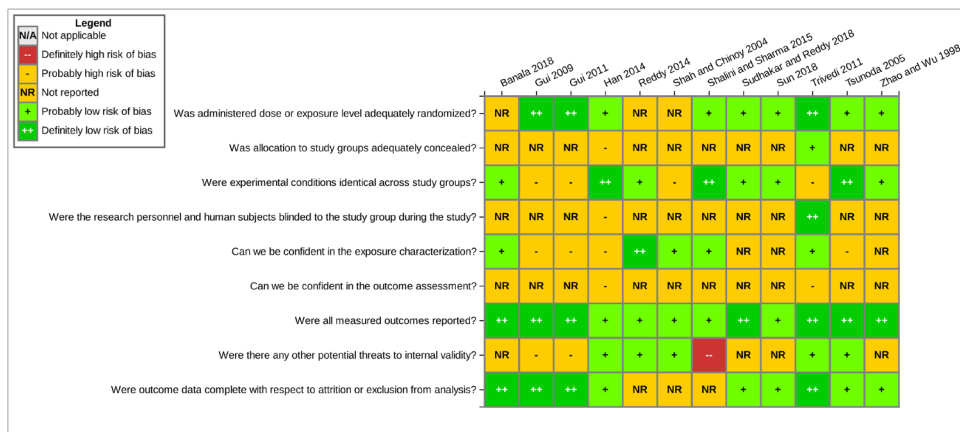 Legend
N/A Not applicable
-- Definitely high risk of bias
- Probably high risk of bias
NR Not reported
+ Probably low risk of bias
++ Definitely low risk of bias
Banala 2018
Gui 2009
Gui 2011
Han 2014
Reddy 2014
Shah and Chinoy 2004
Shalini and Sharma 2015
Sudhakar and Reddy 2018
Sun 2018
Trivedi 2011
Tsunoda 2005
Zhao and Wu 1998
Was administered dose or exposure level adequately randomized? NR ++ ++ + NR NR + + + ++ + +
Was allocation to study groups adequately concealed? NR NR NR - NR NR NR NR NR + NR NR
Were experimental conditions identical across study groups? + - - ++ + - ++ + + - ++ +
Were the research personnel and human subjects blinded to the study group during the study? NR NR NR - NR NR NR NR NR ++ NR NR
Can we be confident in the exposure characterization? + - - - ++ + + NR NR + - NR
Can we be confident in the outcome assessment? NR NR NR - NR NR NR NR NR - NR NR
Were all measured outcomes reported? ++ ++ ++ + + + + ++ + ++ ++ ++
Were there any other potential threats to internal validity? NR - - + + + -- NR NR + + NR
Were outcome data complete with respect to attrition or exclusion from analysis? ++ ++ ++ + NR NR NR + + ++ + +